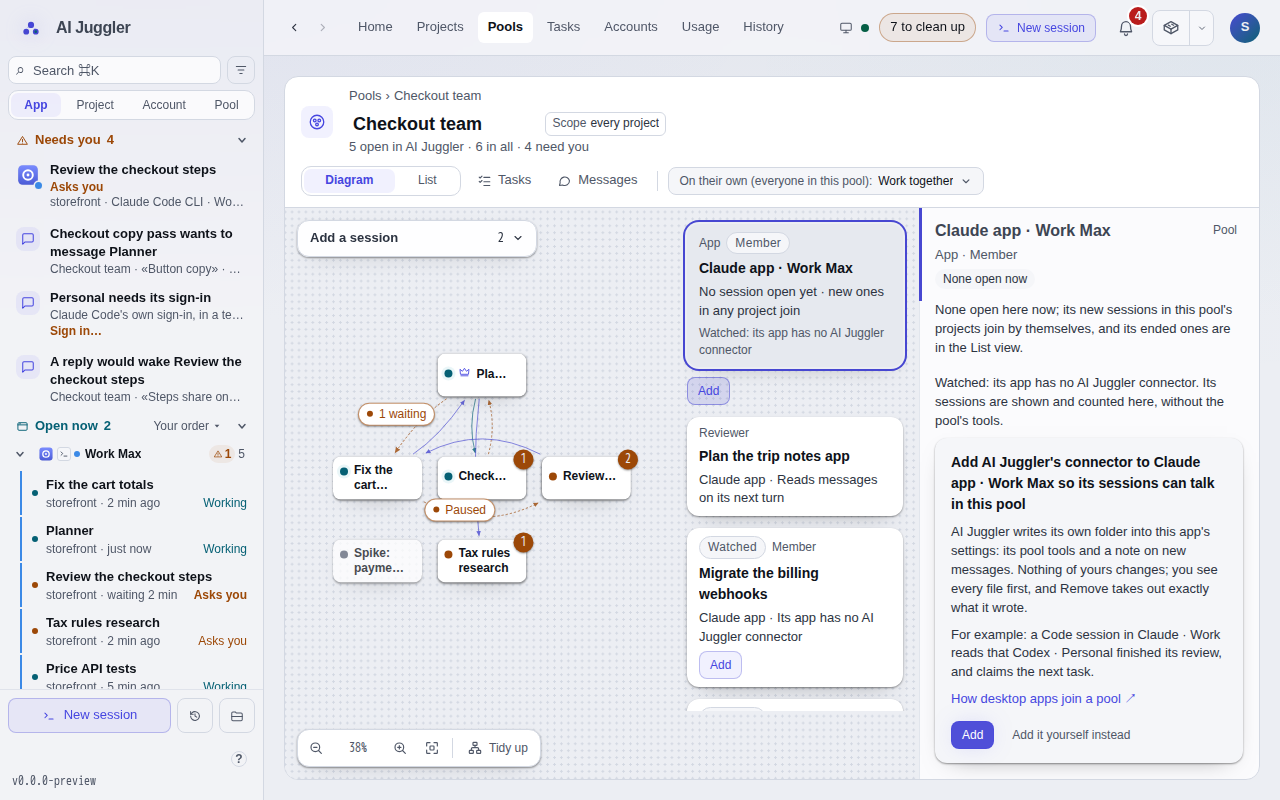 AI Juggler
Search ⌘K
App Project Account Pool
Needs you 4
Review the checkout steps
Asks you
storefront · Claude Code CLI · Wo…
Checkout copy pass wants to
message Planner
Checkout team · «Button copy» · …
Personal needs its sign-in
Claude Code's own sign-in, in a te…
Sign in…
A reply would wake Review the
checkout steps
Checkout team · «Steps share on…
Open now 2
Your order
Work Max
1 5
Fix the cart totals
storefront · 2 min ago Working
Planner
storefront · just now Working
Review the checkout steps
storefront · waiting 2 min Asks you
Tax rules research
storefront · 2 min ago Asks you
Price API tests
storefront · 5 min ago Working
New session
?
v0.0.0-preview
Home Projects Pools Tasks Accounts Usage History
7 to clean up
New session
4
S
Pools › Checkout team
Checkout team
Scope every project
5 open in AI Juggler · 6 in all · 4 need you
Diagram List Tasks Messages
On their own (everyone in this pool): Work together
Add a session 2
Pla…
1 waiting
Fix the
cart…
Check…
1
Review…
2
Paused
Spike:
payme…
Tax rules
research
1
38%
Tidy up
App Member
Claude app · Work Max
No session open yet · new ones
in any project join
Watched: its app has no AI Juggler
connector
Add
Reviewer
Plan the trip notes app
Claude app · Reads messages
on its next turn
Watched Member
Migrate the billing
webhooks
Claude app · Its app has no AI
Juggler connector
Add
Claude app · Work Max
Pool
App · Member
None open now
None open here now; its new sessions in this pool's
projects join by themselves, and its ended ones are
in the List view.
Watched: its app has no AI Juggler connector. Its
sessions are shown and counted here, without the
pool's tools.
Add AI Juggler's connector to Claude
app · Work Max so its sessions can talk
in this pool
AI Juggler writes its own folder into this app's
settings: its pool tools and a note on new
messages. Nothing of yours changes; you see
every file first, and Remove takes out exactly
what it wrote.
For example: a Code session in Claude · Work
reads that Codex · Personal finished its review,
and claims the next task.
How desktop apps join a pool ↗
Add
Add it yourself instead